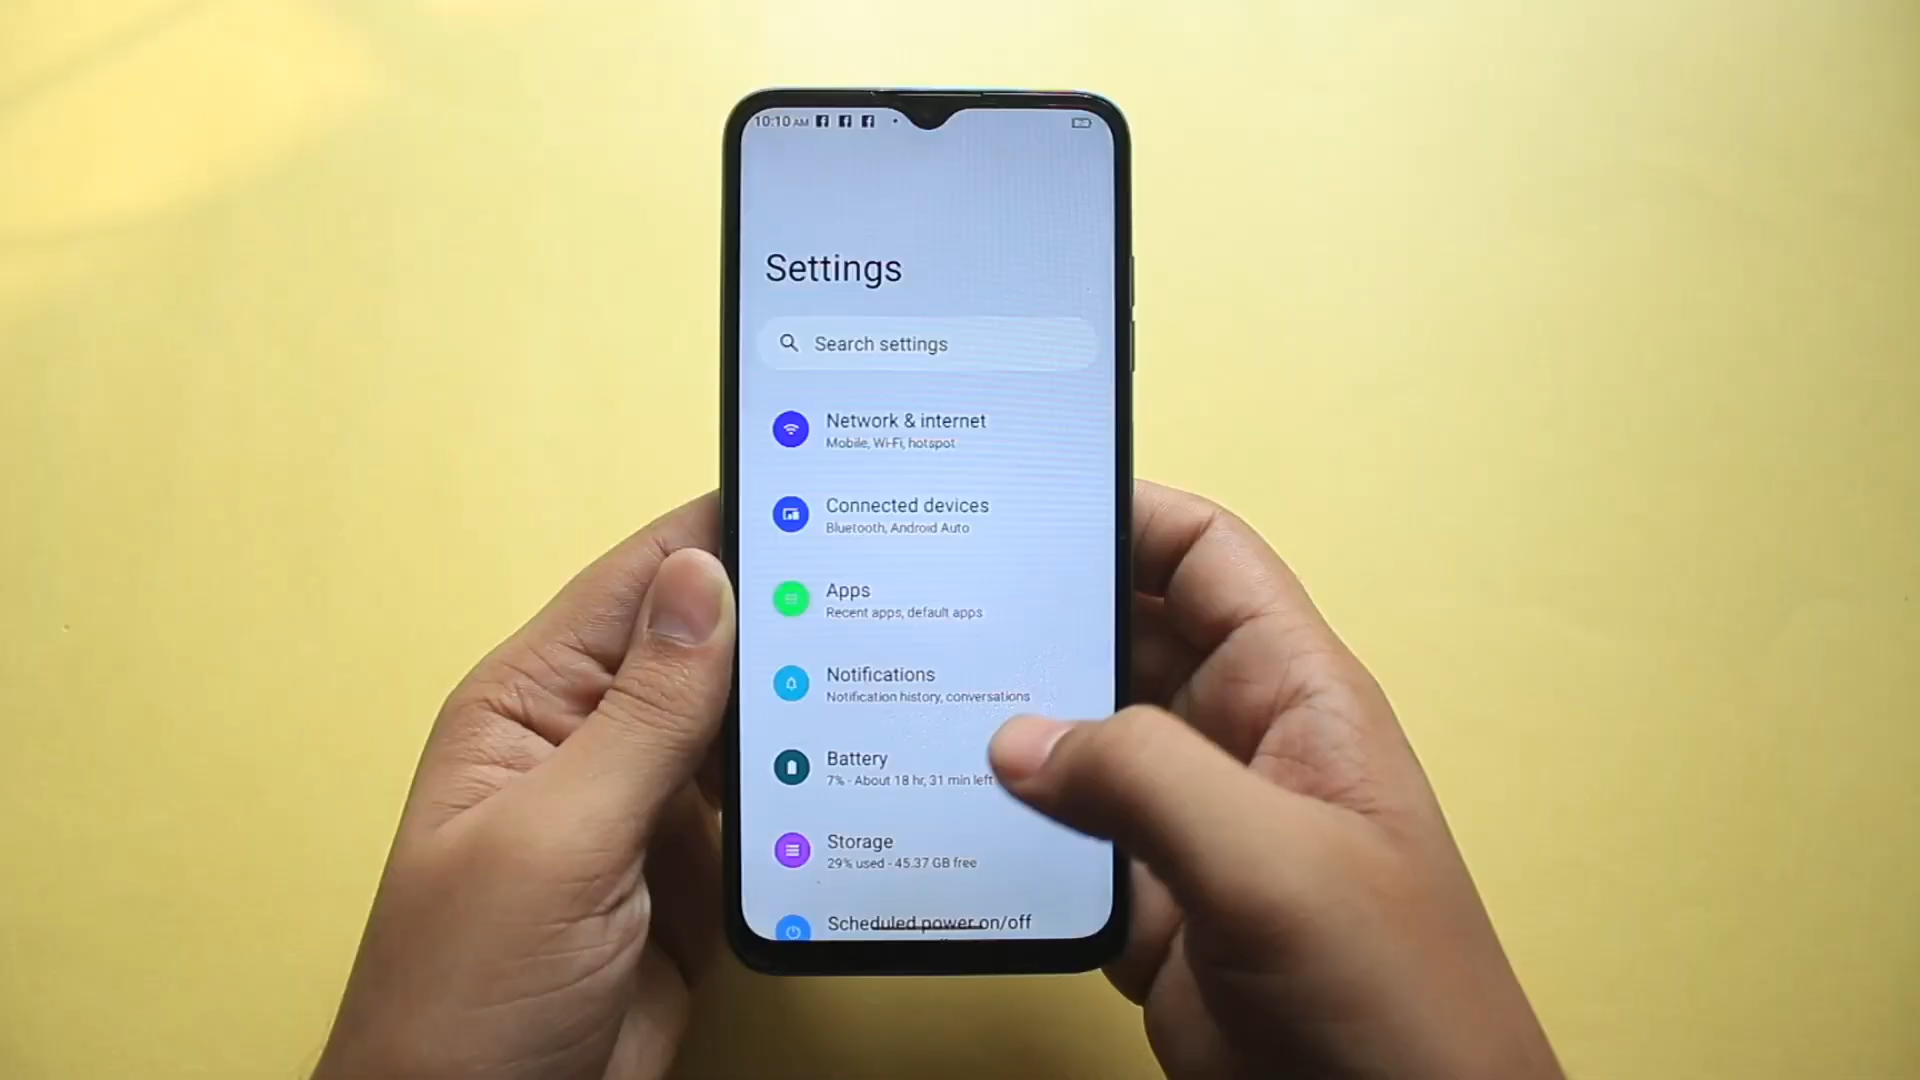 10:10 AM
Settings
Search settings
Network & internet
Mobile, Wi-Fi, hotspot
Connected devices
Bluetooth, Android Auto
Apps
Recent apps, default apps
Notifications
Notification history, conversations
Battery
7% - About 18 hr, 31 min left
Storage
29% used - 45.37 GB free
Scheduled power on/off